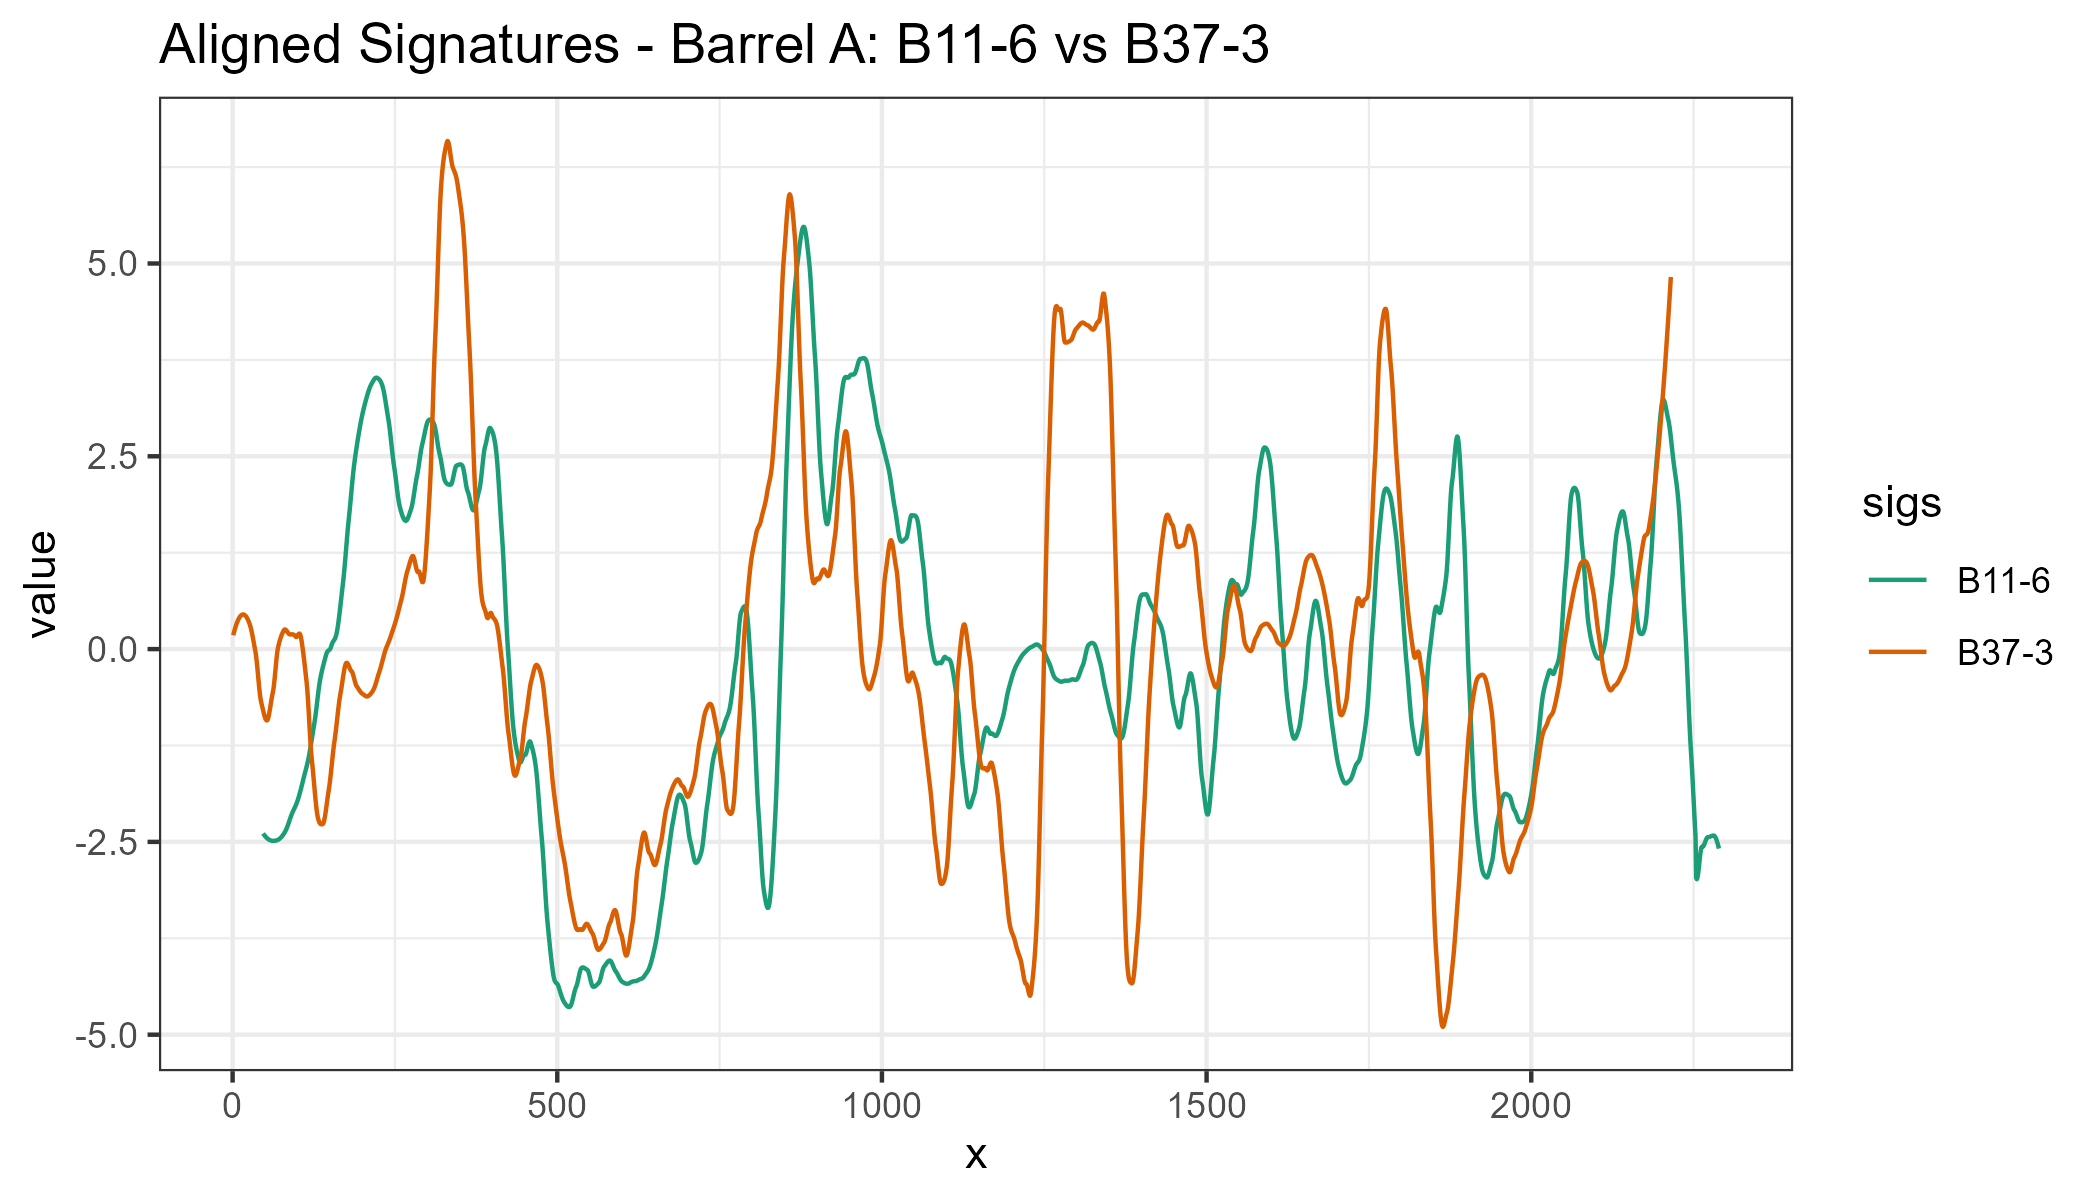 Aligned Signatures - Barrel A: B11-6 vs B37-3
value
5.0
2.5
0.0
-2.5
-5.0
0
500
1000
1500
2000
x
sigs
B11-6
B37-3